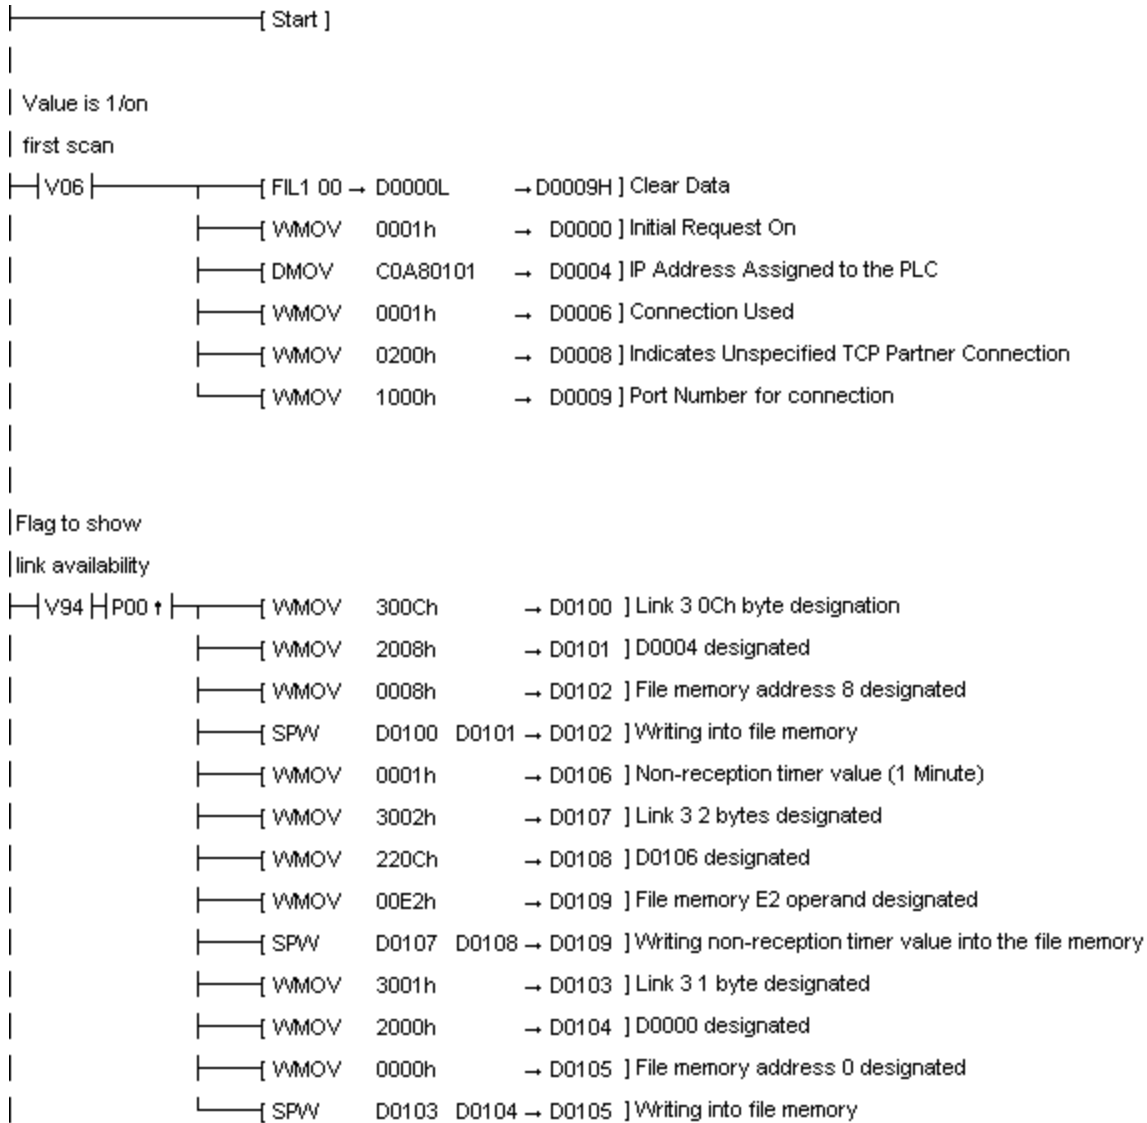 [ Start ]
Value is 1/on
first scan
V06 [ FIL1 00 → D0000L → D0009H ] Clear Data
[ WMOV 0001h → D0000 ] Initial Request On
[ DMOV C0A80101 → D0004 ] IP Address Assigned to the PLC
[ WMOV 0001h → D0006 ] Connection Used
[ WMOV 0200h → D0008 ] Indicates Unspecified TCP Partner Connection
[ WMOV 1000h → D0009 ] Port Number for connection
Flag to show
link availability
V94 P00 ↑ [ WMOV 300Ch → D0100 ] Link 3 0Ch byte designation
[ WMOV 2008h → D0101 ] D0004 designated
[ WMOV 0008h → D0102 ] File memory address 8 designated
[ SPW D0100 D0101 → D0102 ] Writing into file memory
[ WMOV 0001h → D0106 ] Non-reception timer value (1 Minute)
[ WMOV 3002h → D0107 ] Link 3 2 bytes designated
[ WMOV 220Ch → D0108 ] D0106 designated
[ WMOV 00E2h → D0109 ] File memory E2 operand designated
[ SPW D0107 D0108 → D0109 ] Writing non-reception timer value into the file memory
[ WMOV 3001h → D0103 ] Link 3 1 byte designated
[ WMOV 2000h → D0104 ] D0000 designated
[ WMOV 0000h → D0105 ] File memory address 0 designated
[ SPW D0103 D0104 → D0105 ] Writing into file memory